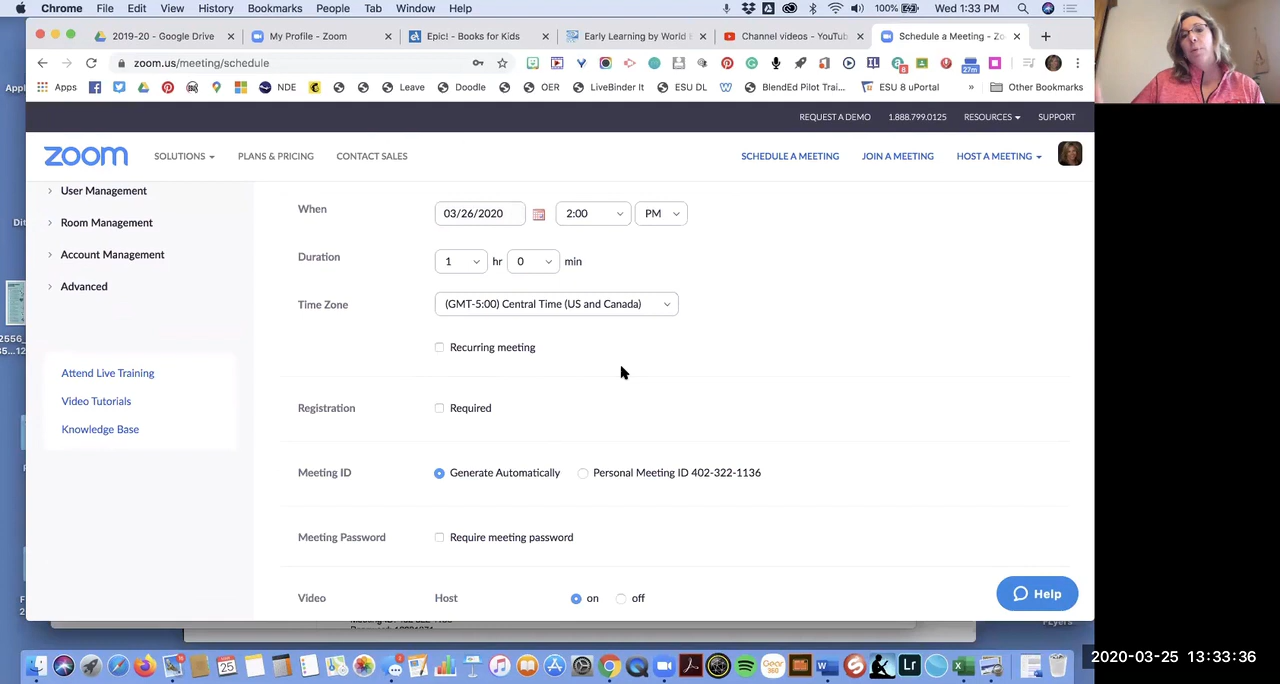 Chrome File Edit View History Bookmarks People Tab Window Help 100% Wed 1:33 PM
2019-20 - Google Drive My Profile - Zoom Epic! - Books for Kids Early Learning by World Channel videos - YouTub Schedule a Meeting - Zo
zoom.us/meeting/schedule 8 27m
Apps NDE Leave Doodle OER LiveBinder It ESU DL BlendEd Pilot Trai... ESU 8 uPortal » Other Bookmarks
REQUEST A DEMO 1.888.799.0125 RESOURCES SUPPORT
zoom SOLUTIONS PLANS & PRICING CONTACT SALES SCHEDULE A MEETING JOIN A MEETING HOST A MEETING
User Management
Room Management
Account Management
Advanced
Attend Live Training
Video Tutorials
Knowledge Base
When 03/26/2020 2:00 PM
Duration 1 hr 0 min
Time Zone (GMT-5:00) Central Time (US and Canada)
Recurring meeting
Registration Required
Meeting ID Generate Automatically Personal Meeting ID 402-322-1136
Meeting Password Require meeting password
Video Host on off
Help
25 Gear 360 Lr
2020-03-25 13:33:36